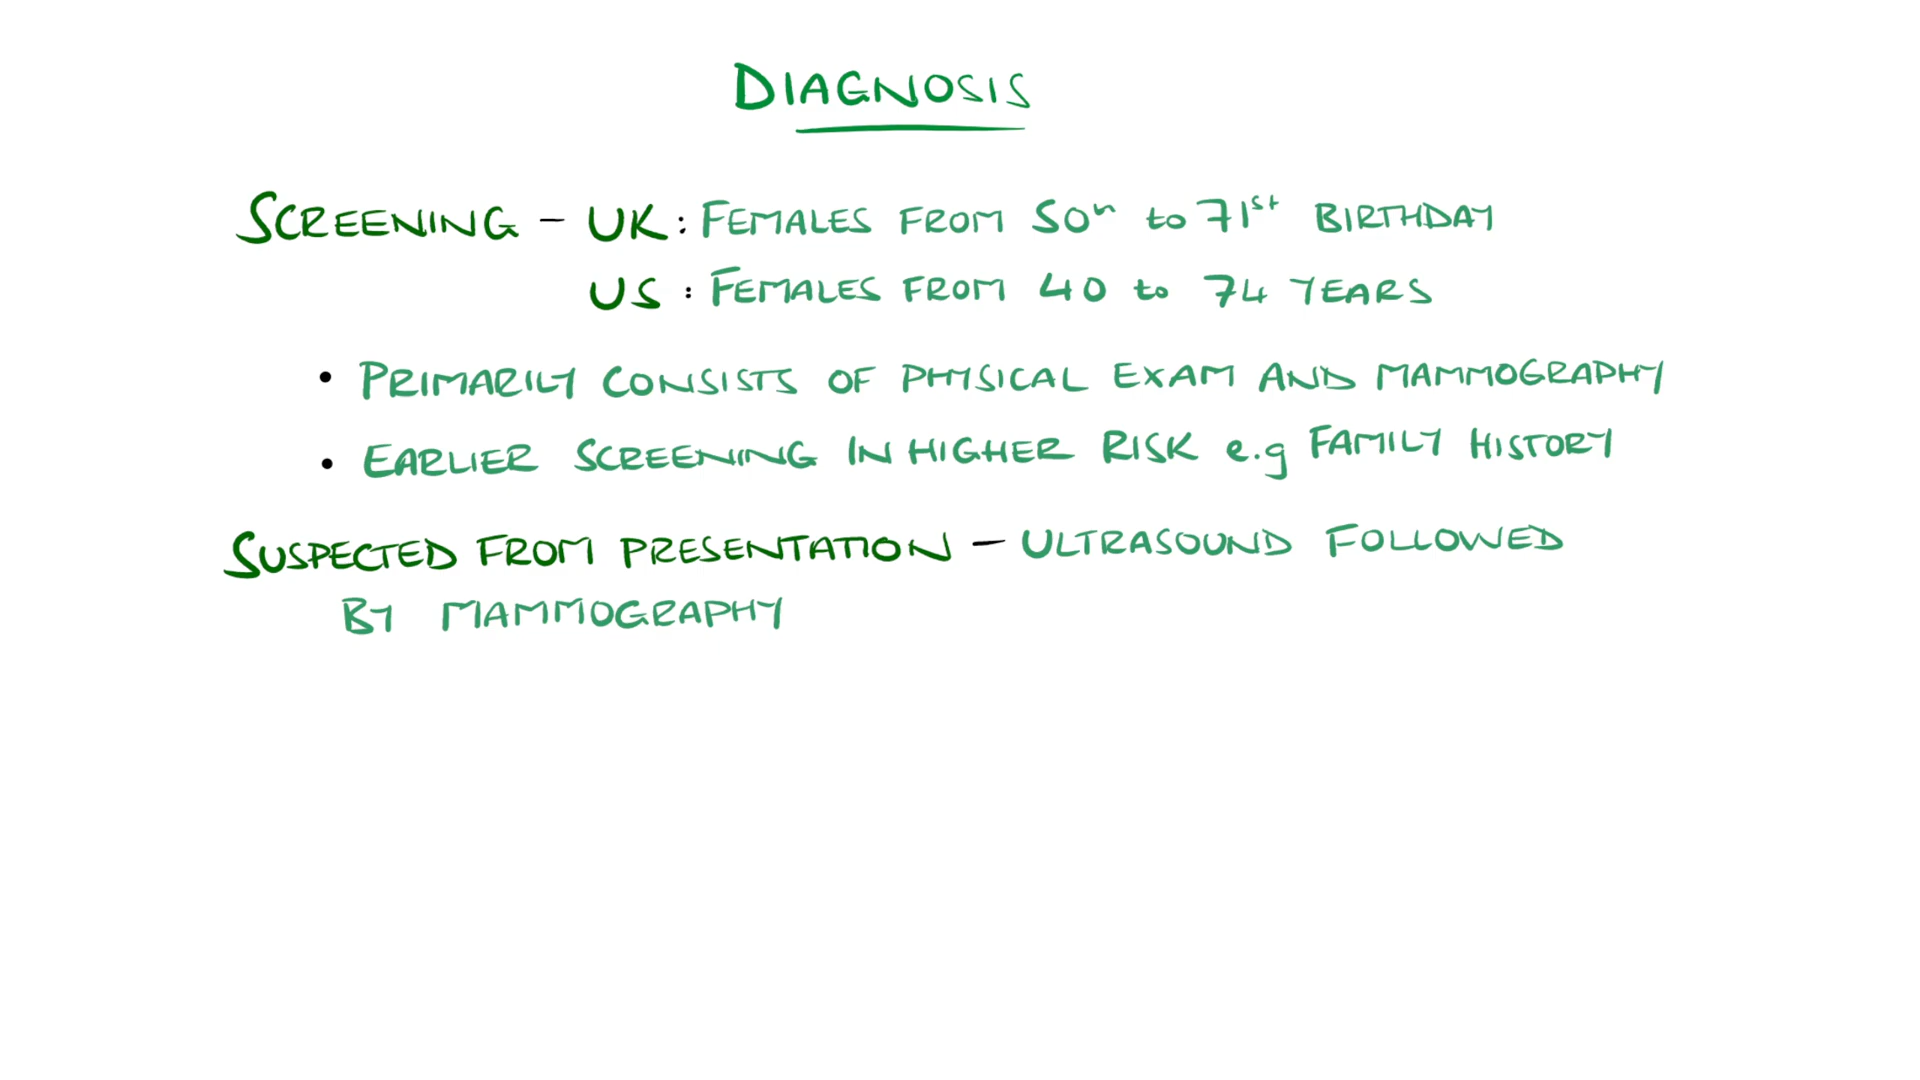 DIAGNOSIS
SCREENING - UK: FEMALES FROM 50th to 71st BIRTHDAY
US: FEMALES FROM 40 to 74 YEARS
• PRIMARILY CONSISTS OF PHYSICAL EXAM AND MAMMOGRAPHY
• EARLIER SCREENING IN HIGHER RISK e.g FAMILY HISTORY
SUSPECTED FROM PRESENTATION - ULTRASOUND FOLLOWED
BY MAMMOGRAPHY